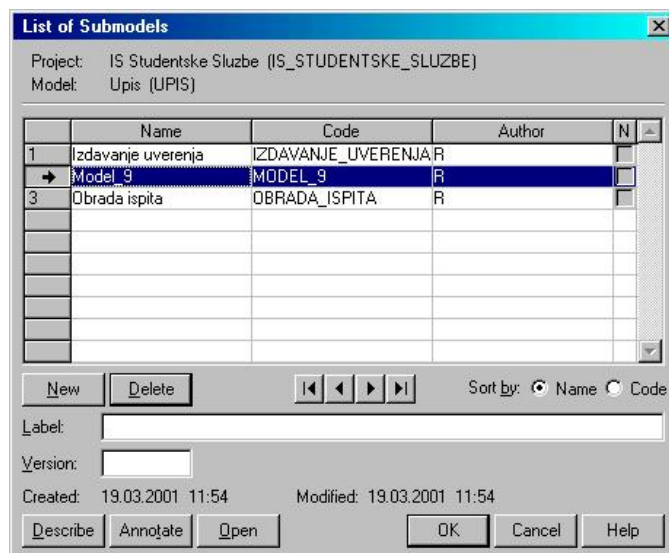 List of Submodels
Project: IS Studentske Sluzbe (IS_STUDENTSKE_SLUZBE)
Model: Upis (UPIS)
Name Code Author N
1 Izdavanje uverenja IZDAVANJE_UVERENJA R
Model_9 MODEL_9 R
3 Obrada ispita OBRADA_ISPITA R
New Delete Sort by: Name Code
Label:
Version:
Created: 19.03.2001 11:54 Modified: 19.03.2001 11:54
Describe Annotate Open OK Cancel Help